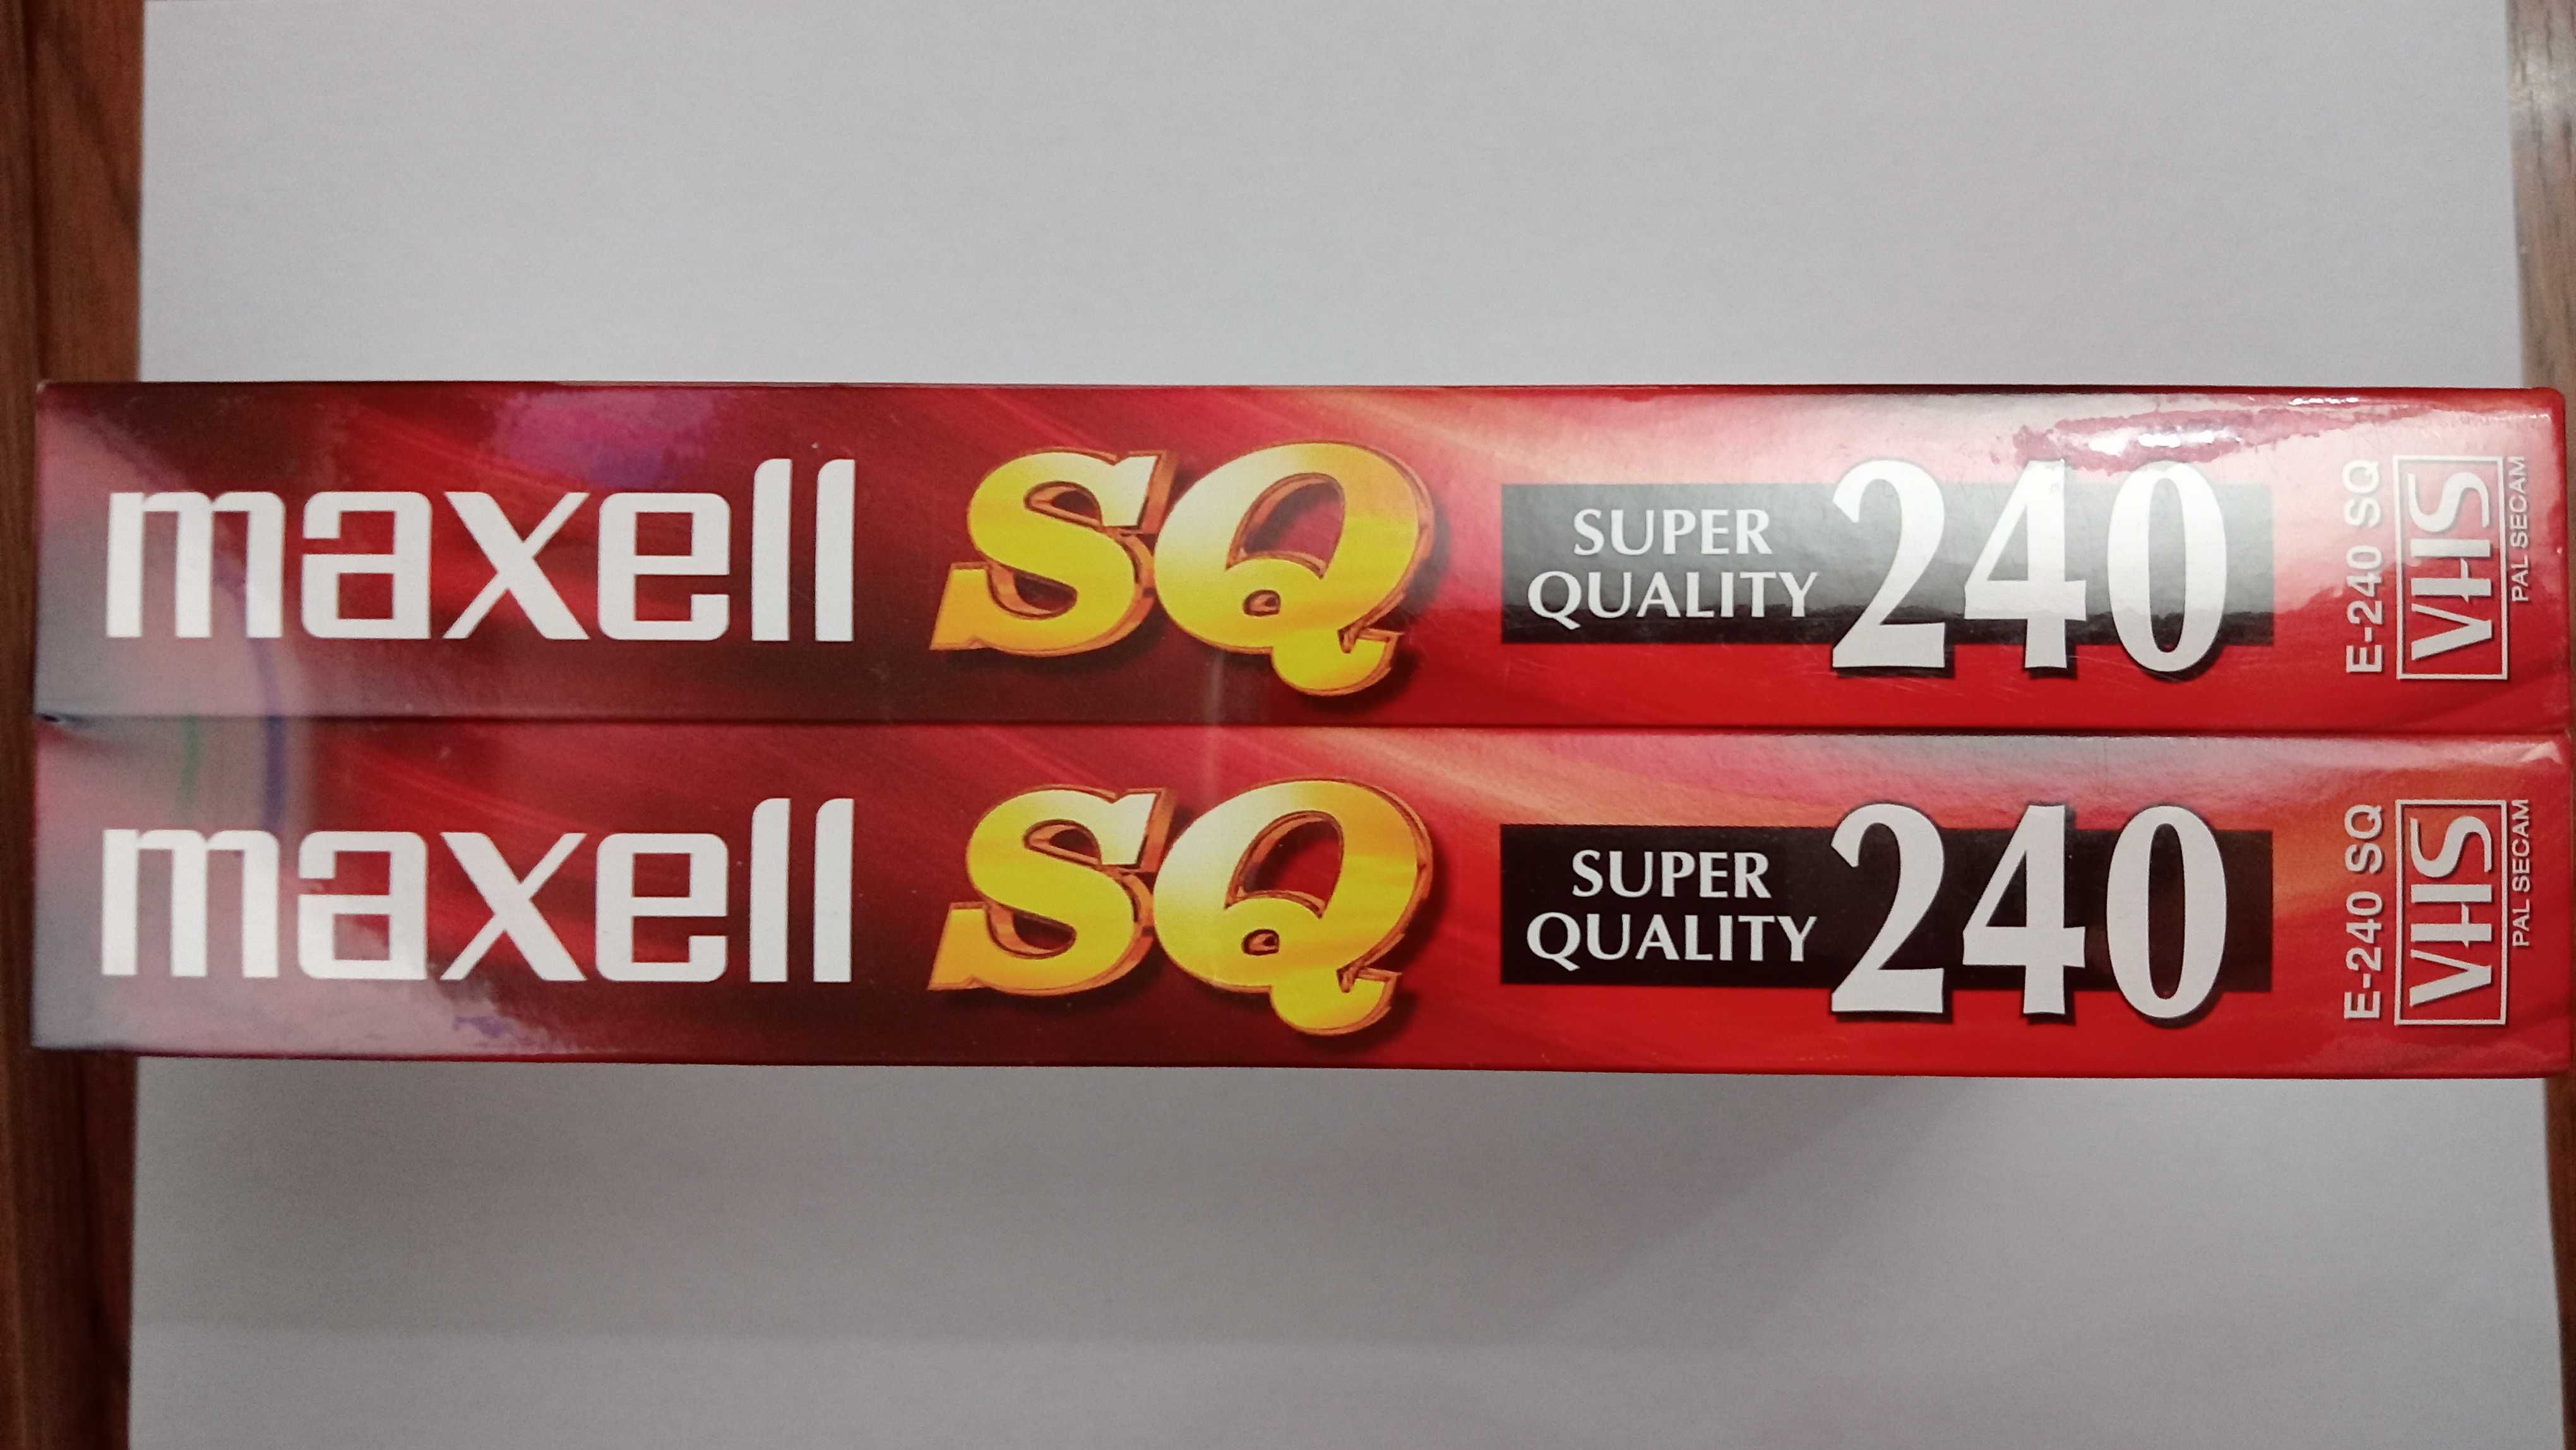 maxell SQ SUPER QUALITY 240
E-240 SQ
VHS
PAL SECAM
maxell SQ SUPER QUALITY 240
E-240 SQ
VHS
PAL SECAM